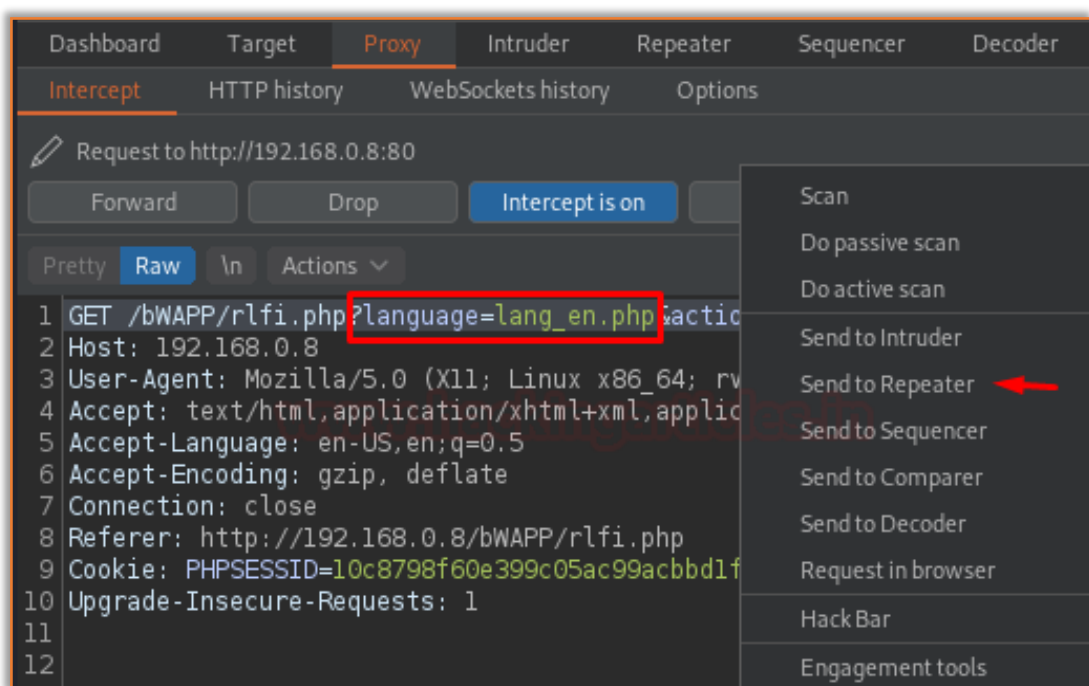 Dashboard Target Proxy Intruder Repeater Sequencer Decoder
Intercept HTTP history WebSockets history Options
Request to http://192.168.0.8:80
Forward Drop Intercept is on
Pretty Raw \n Actions
1 GET /bWAPP/rlfi.php?language=lang_en.php&actio
2 Host: 192.168.0.8
3 User-Agent: Mozilla/5.0 (X11; Linux x86_64; rv
4 Accept: text/html,application/xhtml+xml,applic
5 Accept-Language: en-US,en;q=0.5
6 Accept-Encoding: gzip, deflate
7 Connection: close
8 Referer: http://192.168.0.8/bWAPP/rlfi.php
9 Cookie: PHPSESSID=10c8798f60e399c05ac99acbbd1f
10 Upgrade-Insecure-Requests: 1
11
12
Scan
Do passive scan
Do active scan
Send to Intruder
Send to Repeater
Send to Sequencer
Send to Comparer
Send to Decoder
Request in browser
Hack Bar
Engagement tools